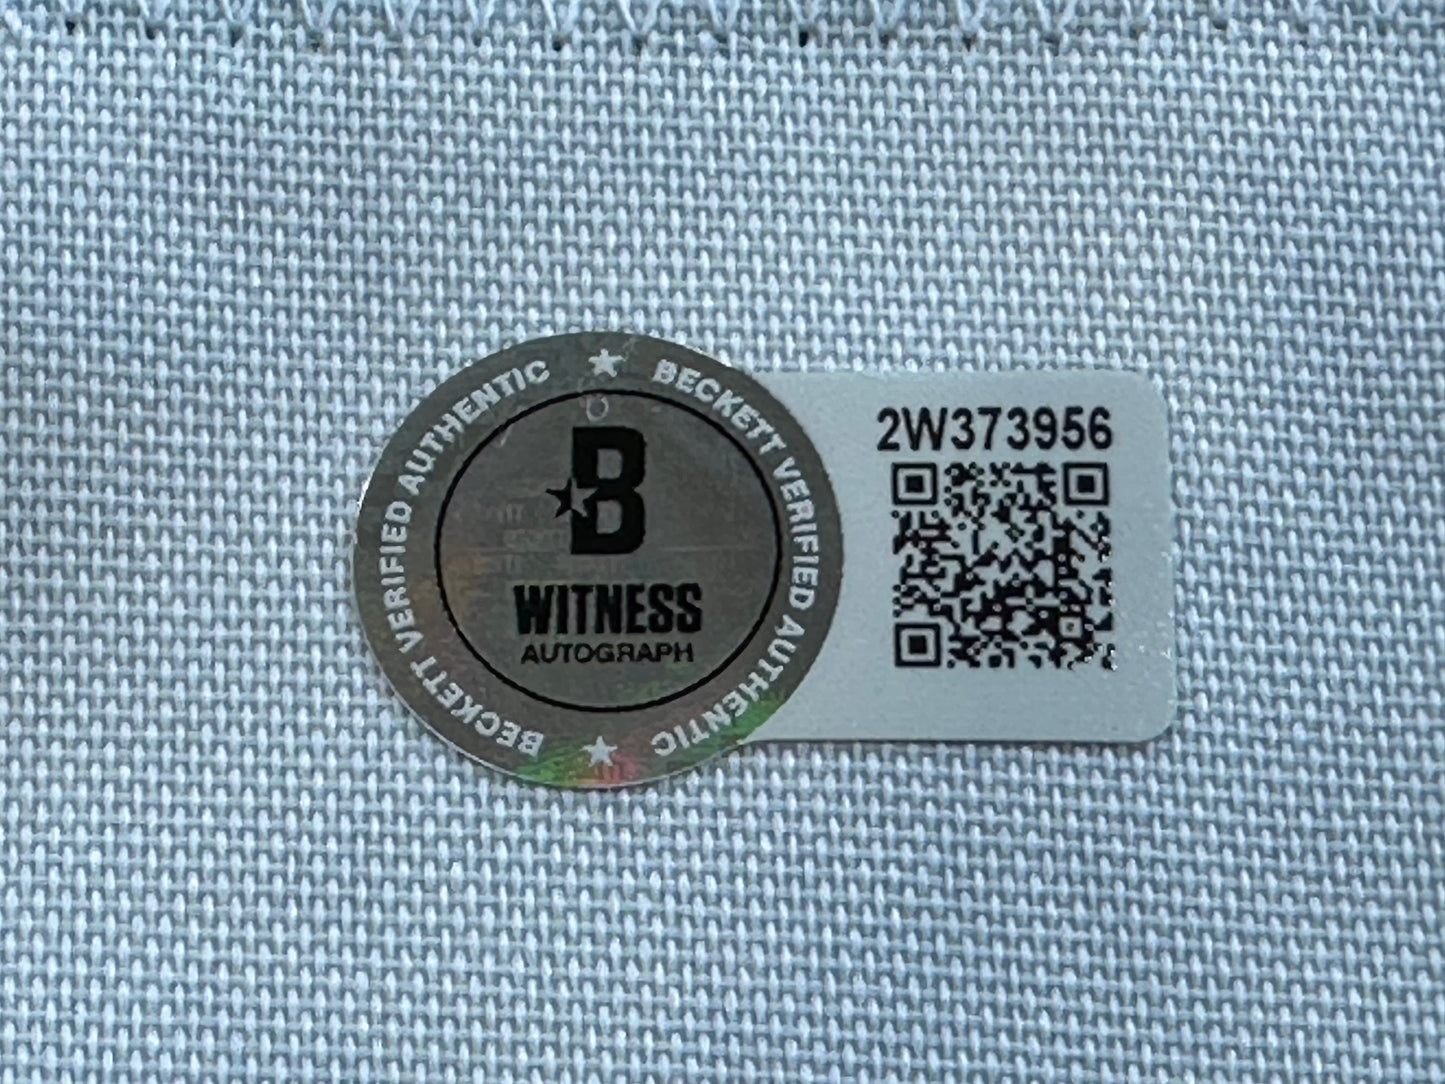 BECKETT VERIFIED AUTHENTIC ★ BECKETT VERIFIED AUTHENTIC ★
B
WITNESS
AUTOGRAPH
2W373956